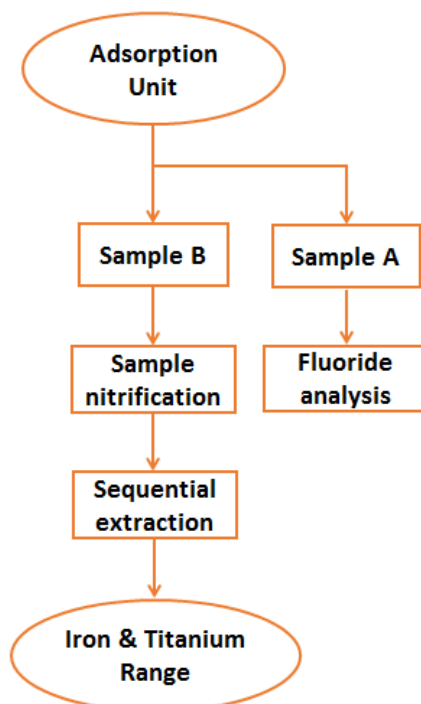 Adsorption
Unit
Sample B
Sample A
Sample
nitrification
Fluoride
analysis
Sequential
extraction
Iron & Titanium
Range